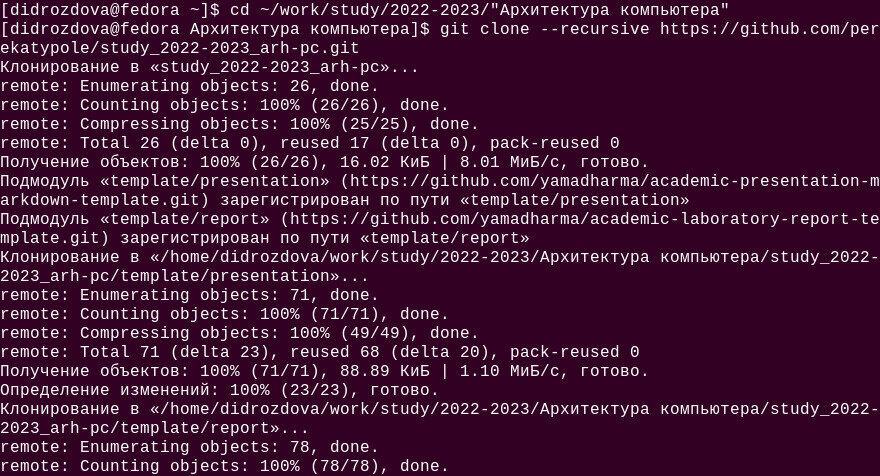 [didrozdova@fedora ~]$ cd ~/work/study/2022-2023/"Архитектура компьютера"
[didrozdova@fedora Архитектура компьютера]$ git clone --recursive https://github.com/per
ekatypole/study_2022-2023_arh-pc.git
Клонирование в «study_2022-2023_arh-pc»...
remote: Enumerating objects: 26, done.
remote: Counting objects: 100% (26/26), done.
remote: Compressing objects: 100% (25/25), done.
remote: Total 26 (delta 0), reused 17 (delta 0), pack-reused 0
Получение объектов: 100% (26/26), 16.02 КиБ | 8.01 МиБ/с, готово.
Подмодуль «template/presentation» (https://github.com/yamadharma/academic-presentation-m
arkdown-template.git) зарегистрирован по пути «template/presentation»
Подмодуль «template/report» (https://github.com/yamadharma/academic-laboratory-report-te
mplate.git) зарегистрирован по пути «template/report»
Клонирование в «/home/didrozdova/work/study/2022-2023/Архитектура компьютера/study_2022-
2023_arh-pc/template/presentation»...
remote: Enumerating objects: 71, done.
remote: Counting objects: 100% (71/71), done.
remote: Compressing objects: 100% (49/49), done.
remote: Total 71 (delta 23), reused 68 (delta 20), pack-reused 0
Получение объектов: 100% (71/71), 88.89 КиБ | 1.10 МиБ/с, готово.
Определение изменений: 100% (23/23), готово.
Клонирование в «/home/didrozdova/work/study/2022-2023/Архитектура компьютера/study_2022-
2023_arh-pc/template/report»...
remote: Enumerating objects: 78, done.
remote: Counting objects: 100% (78/78), done.